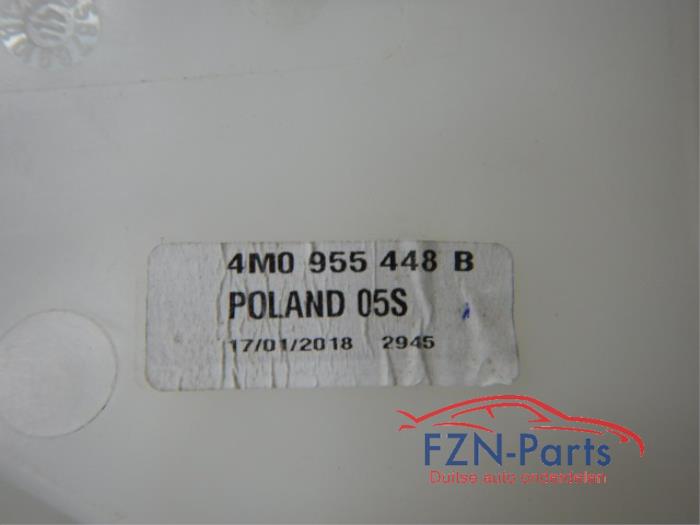 4M0 955 448 B
POLAND 05S
17/01/2018 2945
FZN-Parts
Duitse auto onderdelen